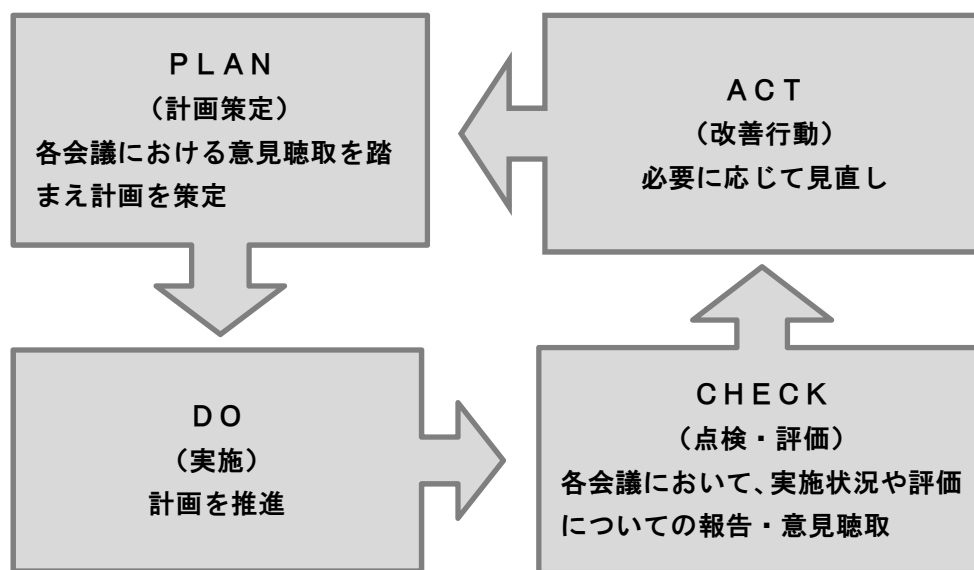 ＰＬＡＮ
（計画策定）
各会議における意見聴取を踏
まえ計画を策定
ＡＣＴ
（改善行動）
必要に応じて見直し
ＤＯ
（実施）
計画を推進
ＣＨＥＣＫ
（点検・評価）
各会議において、実施状況や評価
についての報告・意見聴取